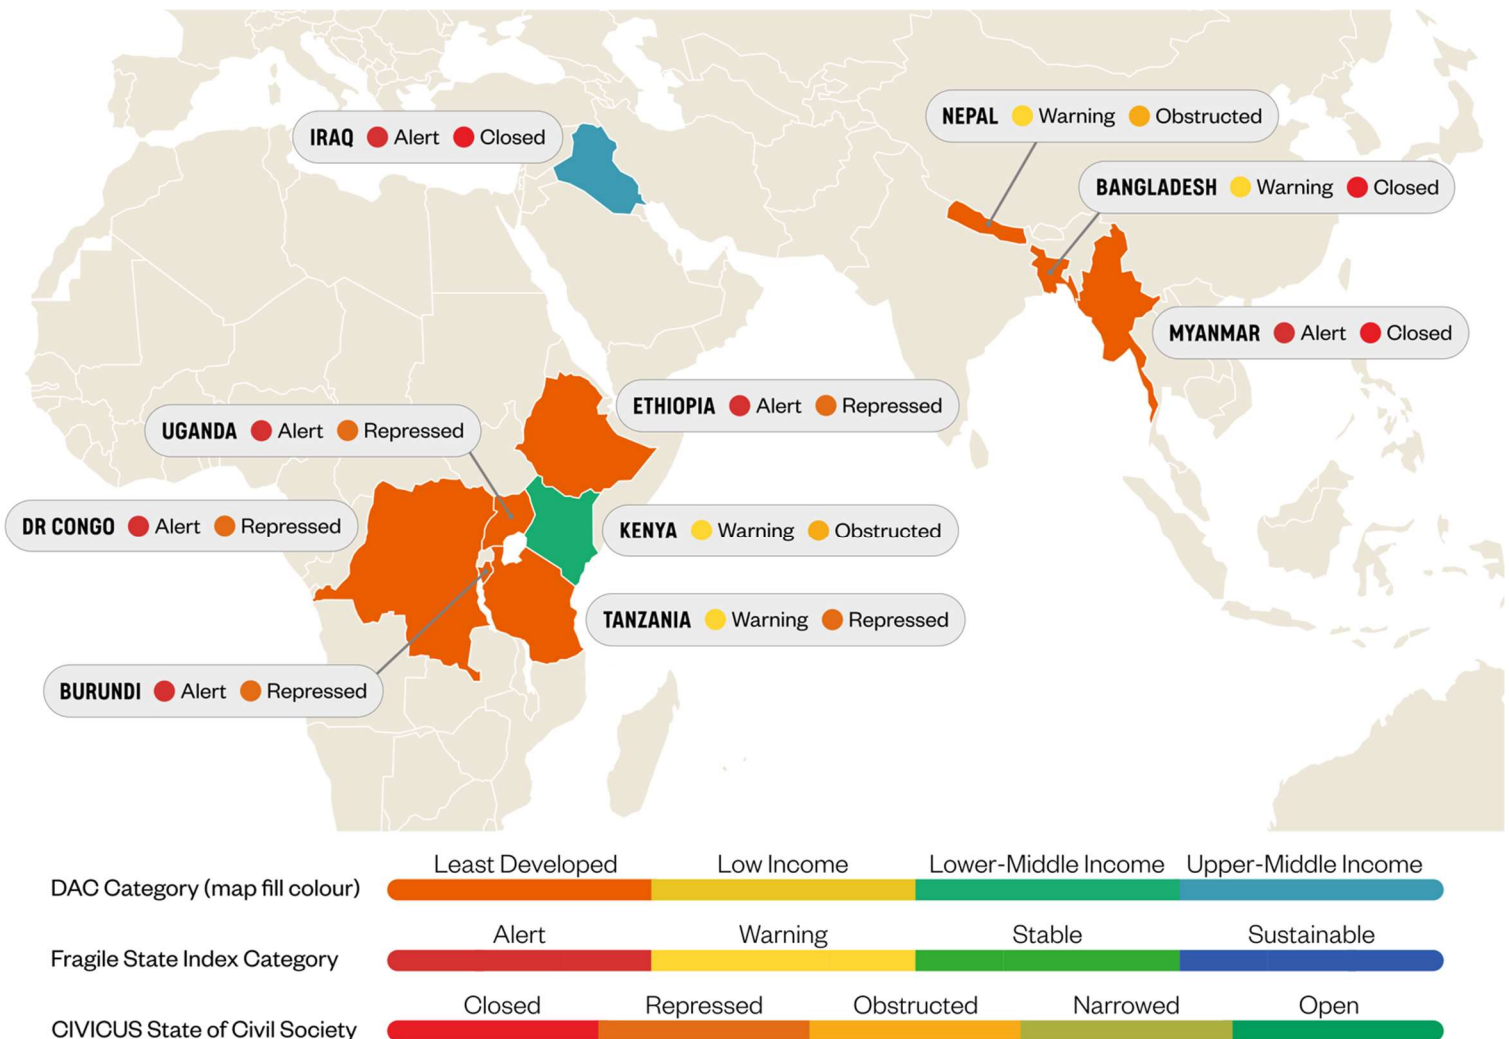 NEPAL Warning Obstructed
IRAQ Alert Closed
BANGLADESH Warning Closed
MYANMAR Alert Closed
ETHIOPIA Alert Repressed
UGANDA Alert Repressed
DR CONGO Alert Repressed
KENYA Warning Obstructed
TANZANIA Warning Repressed
BURUNDI Alert Repressed
Least Developed Low Income Lower-Middle Income Upper-Middle Income
DAC Category (map fill colour)
Alert Warning Stable Sustainable
Fragile State Index Category
Closed Repressed Obstructed Narrowed Open
CIVICUS State of Civil Society